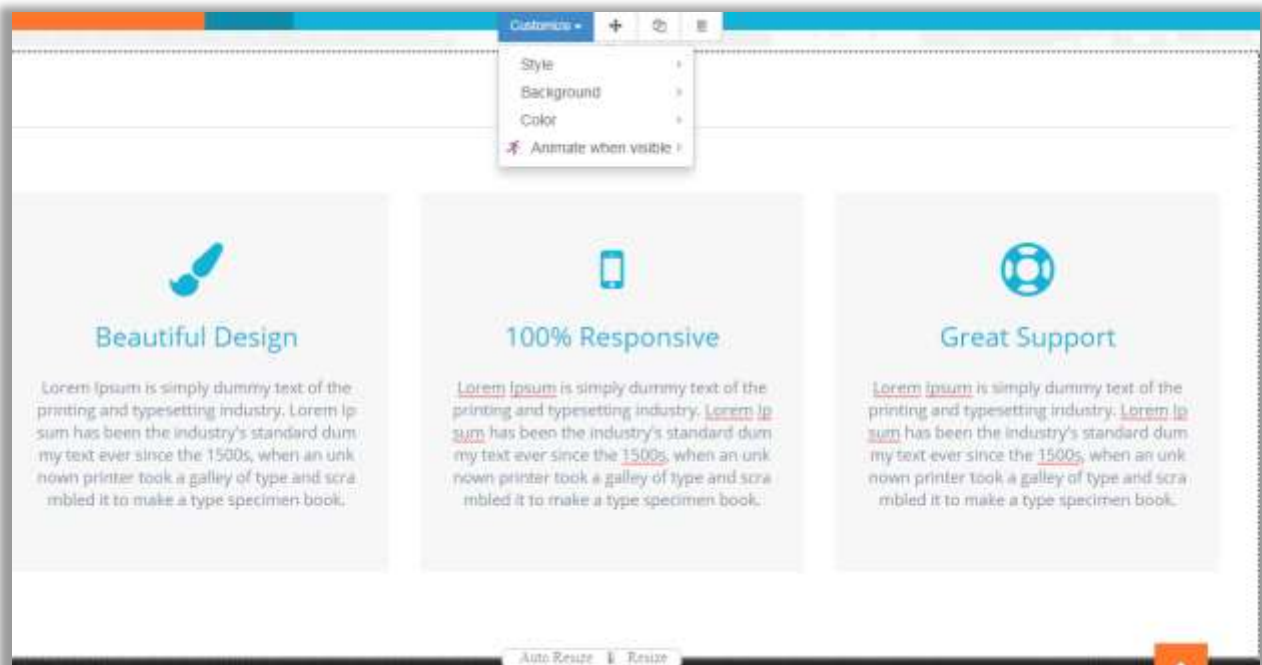 Customize
Style
Background
Color
Animate when visible
Beautiful Design
Lorem Ipsum is simply dummy text of the
printing and typesetting industry. Lorem Ip
sum has been the industry's standard dum
my text ever since the 1500s, when an unk
nown printer took a galley of type and scra
mbled it to make a type specimen book.
100% Responsive
Lorem Ipsum is simply dummy text of the
printing and typesetting industry. Lorem Ip
sum has been the industry's standard dum
my text ever since the 1500s, when an unk
nown printer took a galley of type and scra
mbled it to make a type specimen book.
Great Support
Lorem Ipsum is simply dummy text of the
printing and typesetting industry. Lorem Ip
sum has been the industry's standard dum
my text ever since the 1500s, when an unk
nown printer took a galley of type and scra
mbled it to make a type specimen book.
Auto Resize Resize